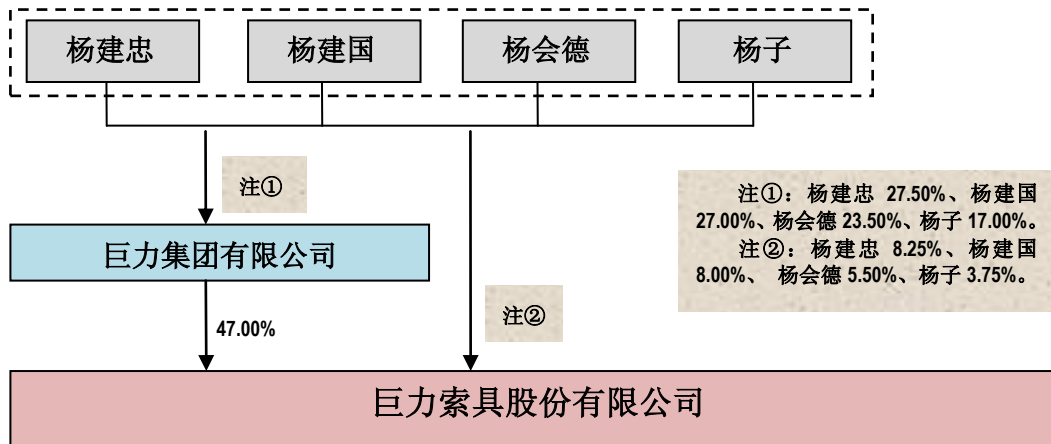 杨建忠
杨建国
杨会德
杨子
注①
注①：杨建忠 27.50%、杨建国
27.00%、杨会德 23.50%、杨子 17.00%。
注②：杨建忠 8.25%、杨建国
8.00%、 杨会德 5.50%、杨子 3.75%。
巨力集团有限公司
47.00%
注②
巨力索具股份有限公司